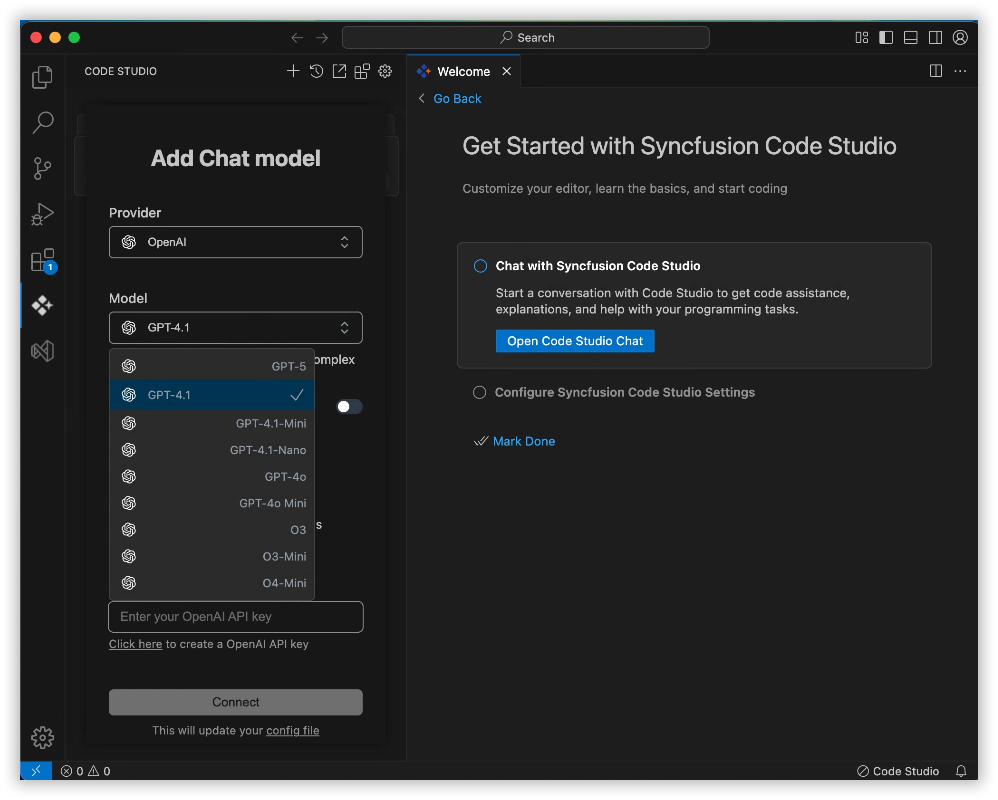 Search
CODE STUDIO
Welcome
Go Back
Add Chat model
Provider
OpenAI
Model
GPT-4.1
omplex
GPT-5
GPT-4.1
GPT-4.1-Mini
GPT-4.1-Nano
GPT-4o
GPT-4o Mini
O3
s
O3-Mini
O4-Mini
Enter your OpenAI API key
Click here to create a OpenAI API key
Connect
This will update your config file
Get Started with Syncfusion Code Studio
Customize your editor, learn the basics, and start coding
Chat with Syncfusion Code Studio
Start a conversation with Code Studio to get code assistance,
explanations, and help with your programming tasks.
Open Code Studio Chat
Configure Syncfusion Code Studio Settings
Mark Done
1
0 0
Code Studio